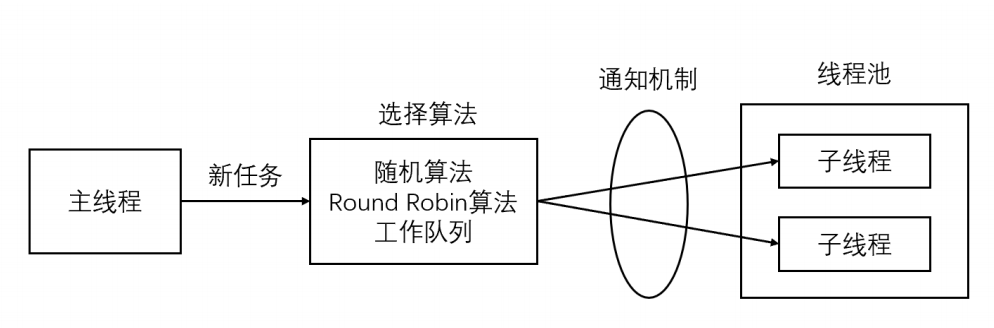 通知机制
线程池
选择算法
主线程
新任务
随机算法
Round Robin算法
工作队列
子线程
子线程